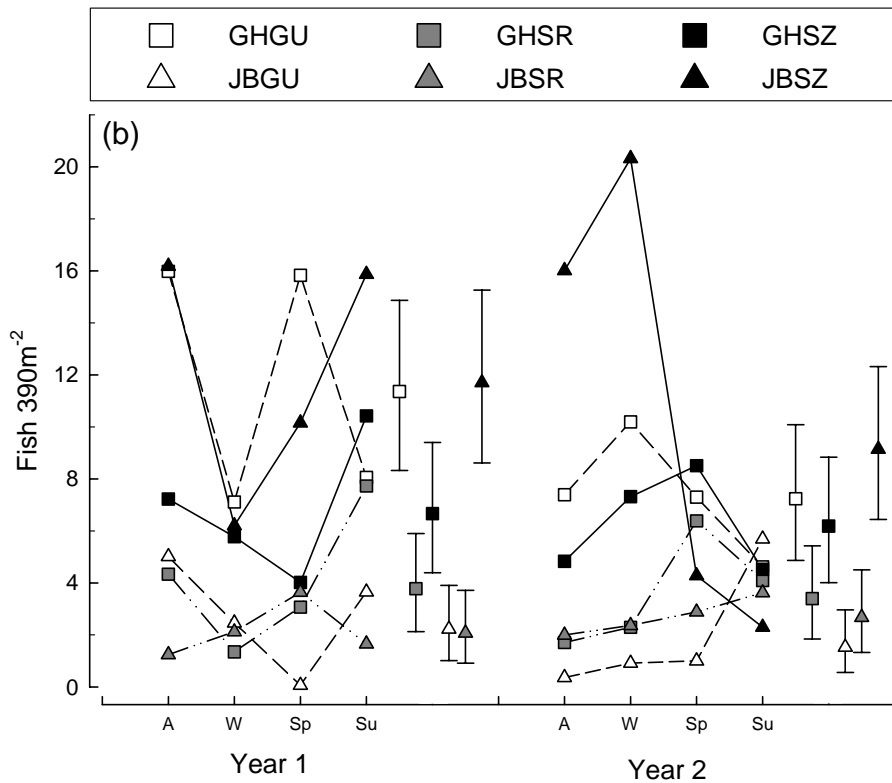 GHGU GHSR GHSZ
JBGU JBSR JBSZ
(b)
Fish 390m⁻²
20
16
12
8
4
0
A W Sp Su A W Sp Su
Year 1 Year 2